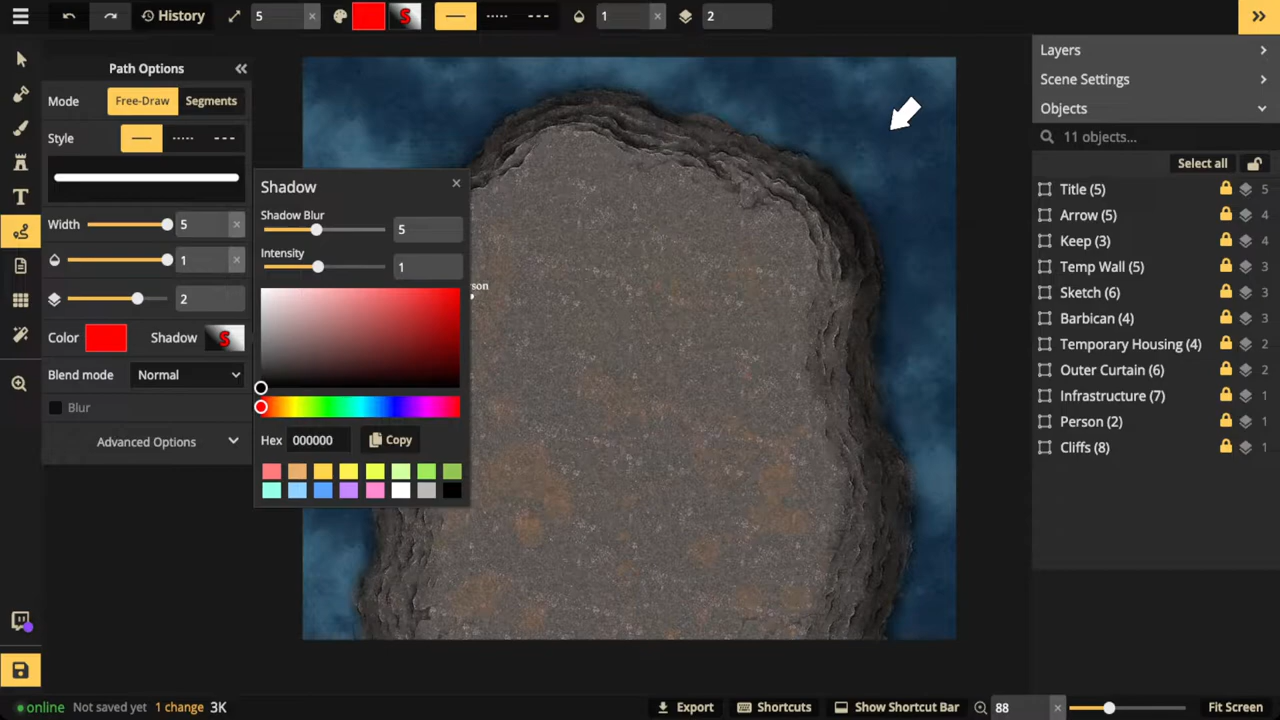 History 5 × S 1 × 2
Path Options
Mode Free-Draw Segments
Style
Width 5 ×
1 ×
2
Color Shadow S
Blend mode Normal
Blur
Advanced Options
Shadow ×
Shadow Blur
5
Intensity
1
Hex 000000 Copy
son
Layers
Scene Settings
Objects
11 objects...
Select all
Title (5) 5
Arrow (5) 4
Keep (3) 4
Temp Wall (5) 3
Sketch (6) 3
Barbican (4) 3
Temporary Housing (4) 2
Outer Curtain (6) 2
Infrastructure (7) 1
Person (2) 1
Cliffs (8) 1
online Not saved yet 1 change 3K Export Shortcuts Show Shortcut Bar 88 × Fit Screen